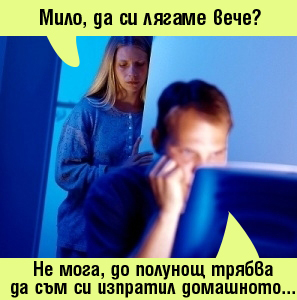 Мило, да си лягаме вече?
Не мога, до полунощ трябва
да съм си изпратил домашното...